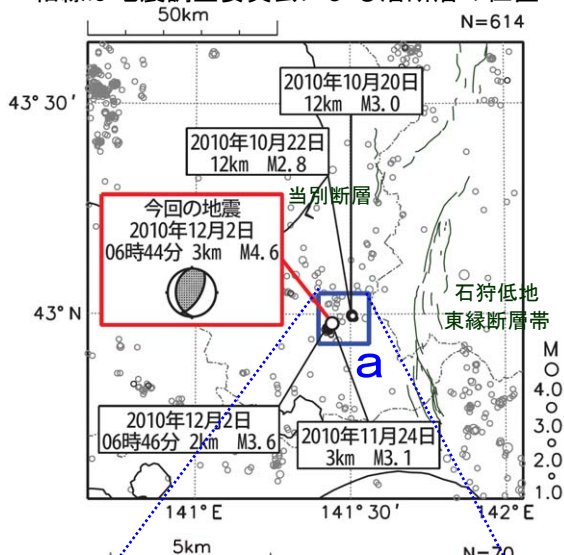 50km
N=614
2010年10月20日
12km M3.0
43°30'
2010年10月22日
12km M2.8
当別断層
今回の地震
2010年12月2日
06時44分 3km M4.6
石狩低地
東縁断層帯
43°N
a
M
4.0
3.0
2.0
1.0
2010年12月2日
06時46分 2km M3.6
2010年11月24日
3km M3.1
141°E
141°30'
142°E
5km
N=70